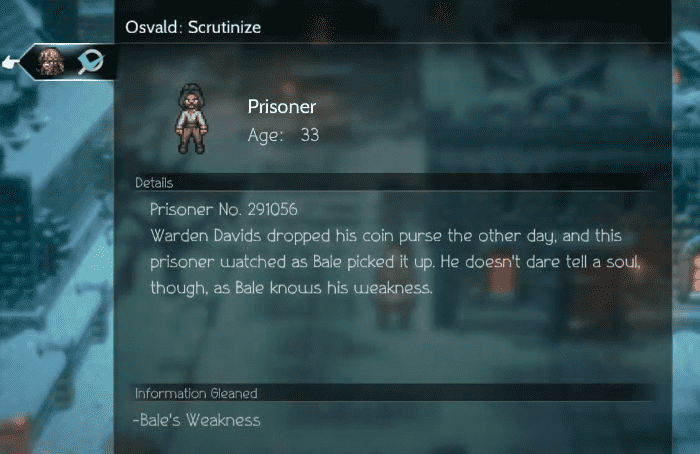 Osvald: Scrutinize
Prisoner
Age: 33
Details
Prisoner No. 291056
Warden Davids dropped his coin purse the other day, and this
prisoner watched as Bale picked it up. He doesn't dare tell a soul,
though, as Bale knows his weakness.
Information Gleaned
-Bale's Weakness